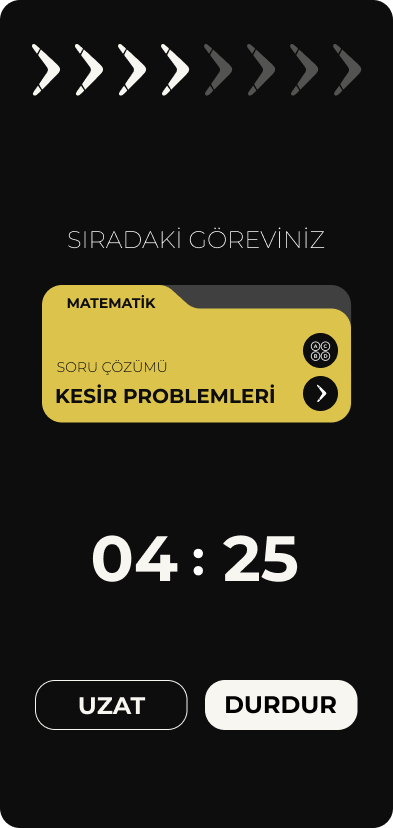 SIRADAKİ GÖREVİNİZ
MATEMATİK
A C
B D
SORU ÇÖZÜMÜ
KESİR PROBLEMLERİ
04 : 25
UZAT
DURDUR